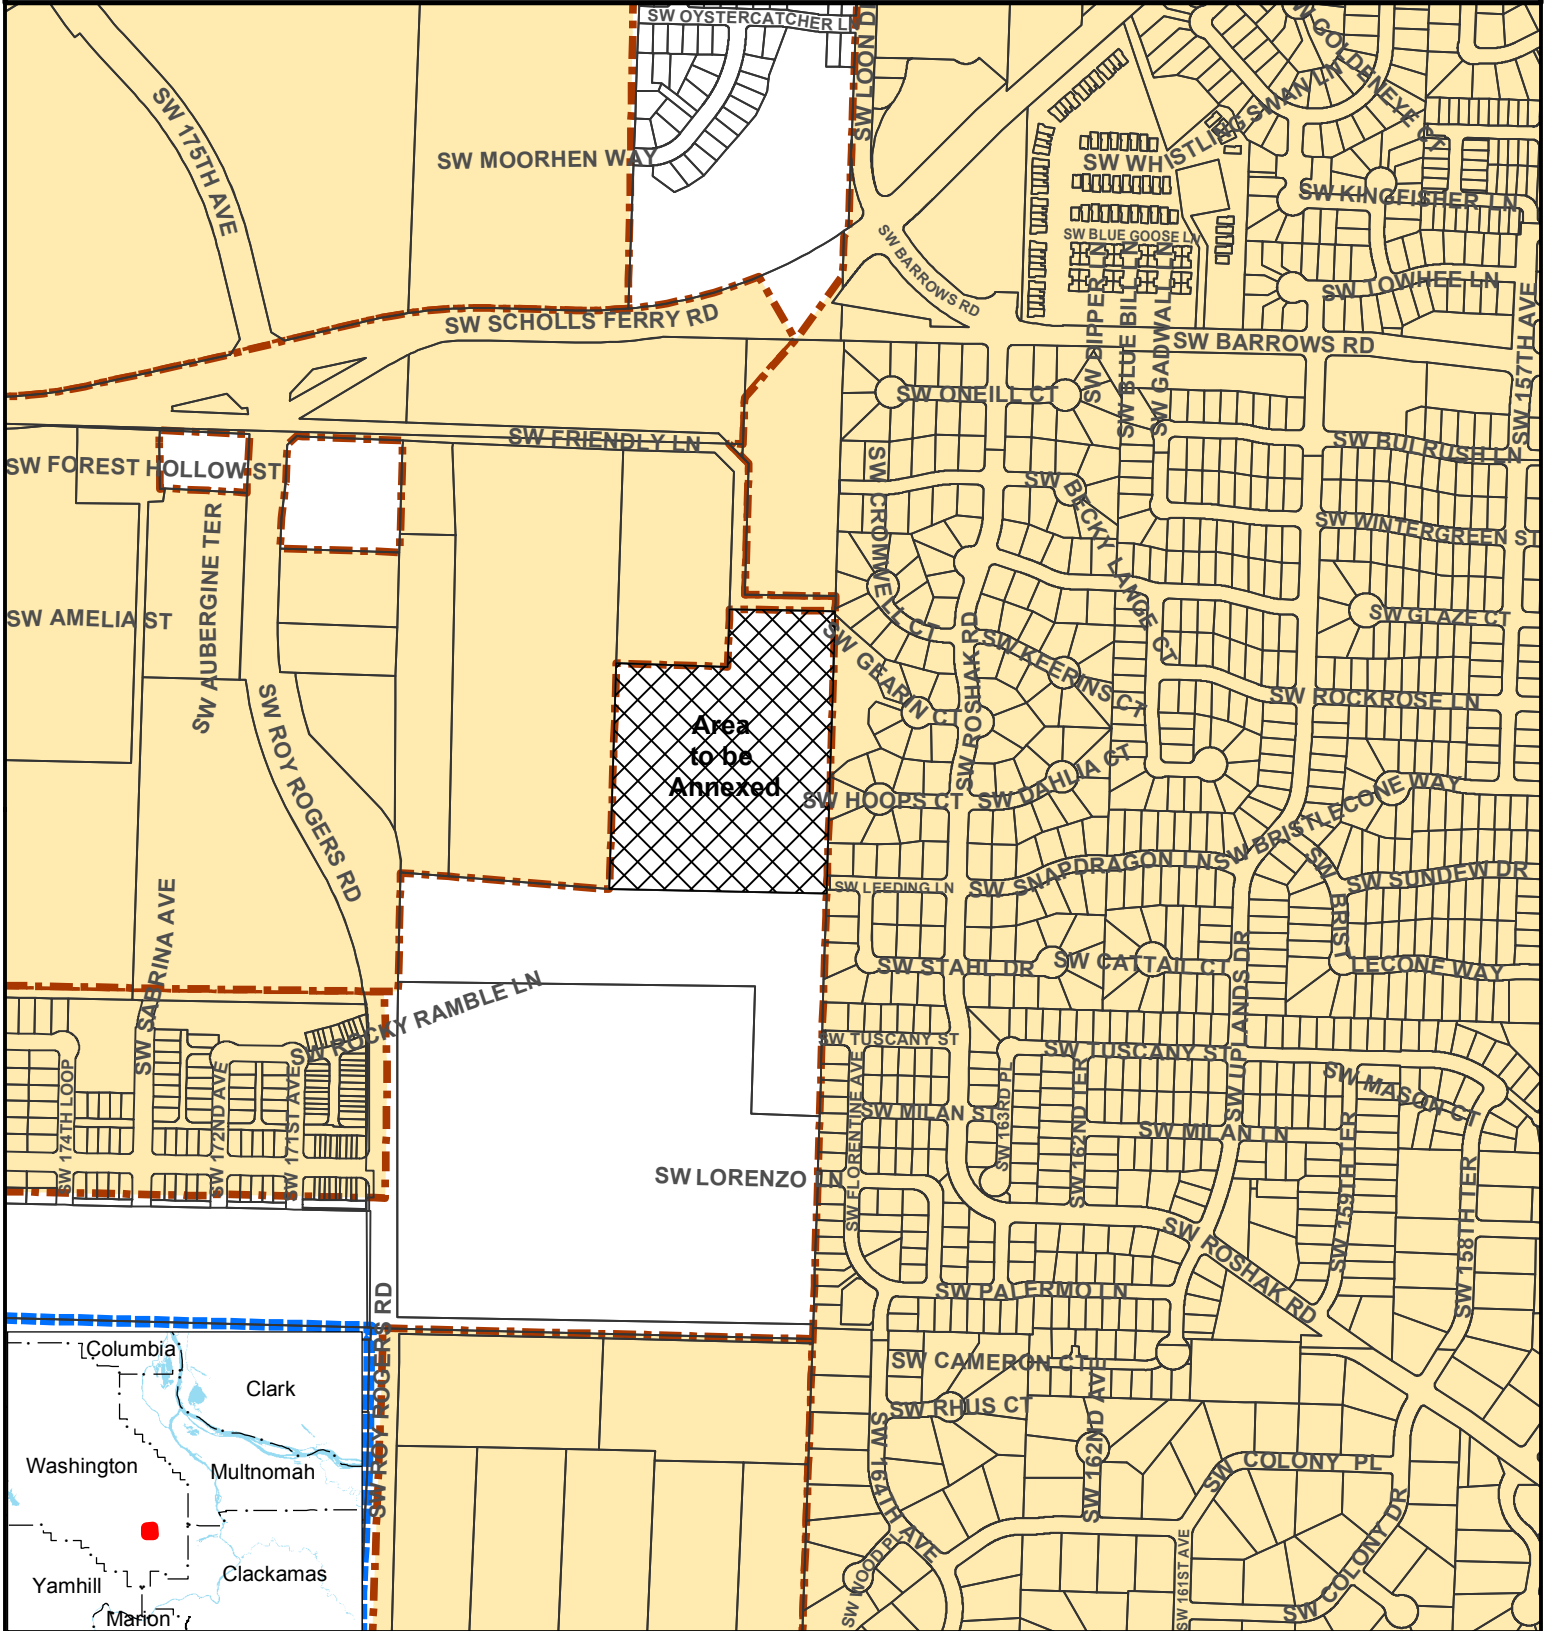 SW OYSTERCATCHER L
SW LOON D
SW GOLDENEYE CT
SW 175TH AVE
SW MOORHEN WAY
SW WHISTLING SWAN LN
SW KINGFISHER LN
SW BLUE GOOSE LN
SW BARROWS RD
SW TOWHEE LN
SW SCHOLLS FERRY RD
SW DIPPER LN
SW BLUE BILL LN
SW GADWALL LN
SW BARROWS RD
SW 157TH AVE
SW ONEILL CT
SW FRIENDLY LN
SW BULRUSH LN
SW FOREST HOLLOW ST
SW CROMWELL CT
SW BECKY LANGE CT
SW WINTERGREEN ST
SW AUBERGINE TER
SW AMELIA ST
SW GLAZE CT
SW GEARIN CT
SW ROSHAK RD
SW KEERINS CT
SW ROCKROSE LN
SW ROY ROGERS RD
Area
to be
Annexed
SW HOOPS CT
SW DAHLIA CT
SW BRISTLECONE WAY
SW SNAPDRAGON LN
SW LEEDING LN
SW SUNDEW DR
SW BRIST
LECONE WAY
SW SABRINA AVE
SW STAHL DR
SW CATTAIL CT
SW UPLANDS DR
SW ROCKY RAMBLE LN
SW TUSCANY ST
SW TUSCANY ST
SW MASON CT
SW 174TH LOOP
SW 172ND AVE
SW 171ST AVE
SW FLORENTINE AVE
SW MILAN ST
SW 163RD PL
SW 162ND TER
SW MILAN LN
SW 159TH TER
SW 158TH TER
SW LORENZO LN
SW ROSHAK RD
SW PALERMO LN
SW ROY ROGERS RD
SW CAMERON CT
SW RHUS CT
SW 164TH AVE
SW 162ND AVE
SW COLONY PL
SW COLONY DR
SW WOOD PL
SW 161ST AVE
Columbia
Clark
Washington
Multnomah
Yamhill
Clackamas
Marion